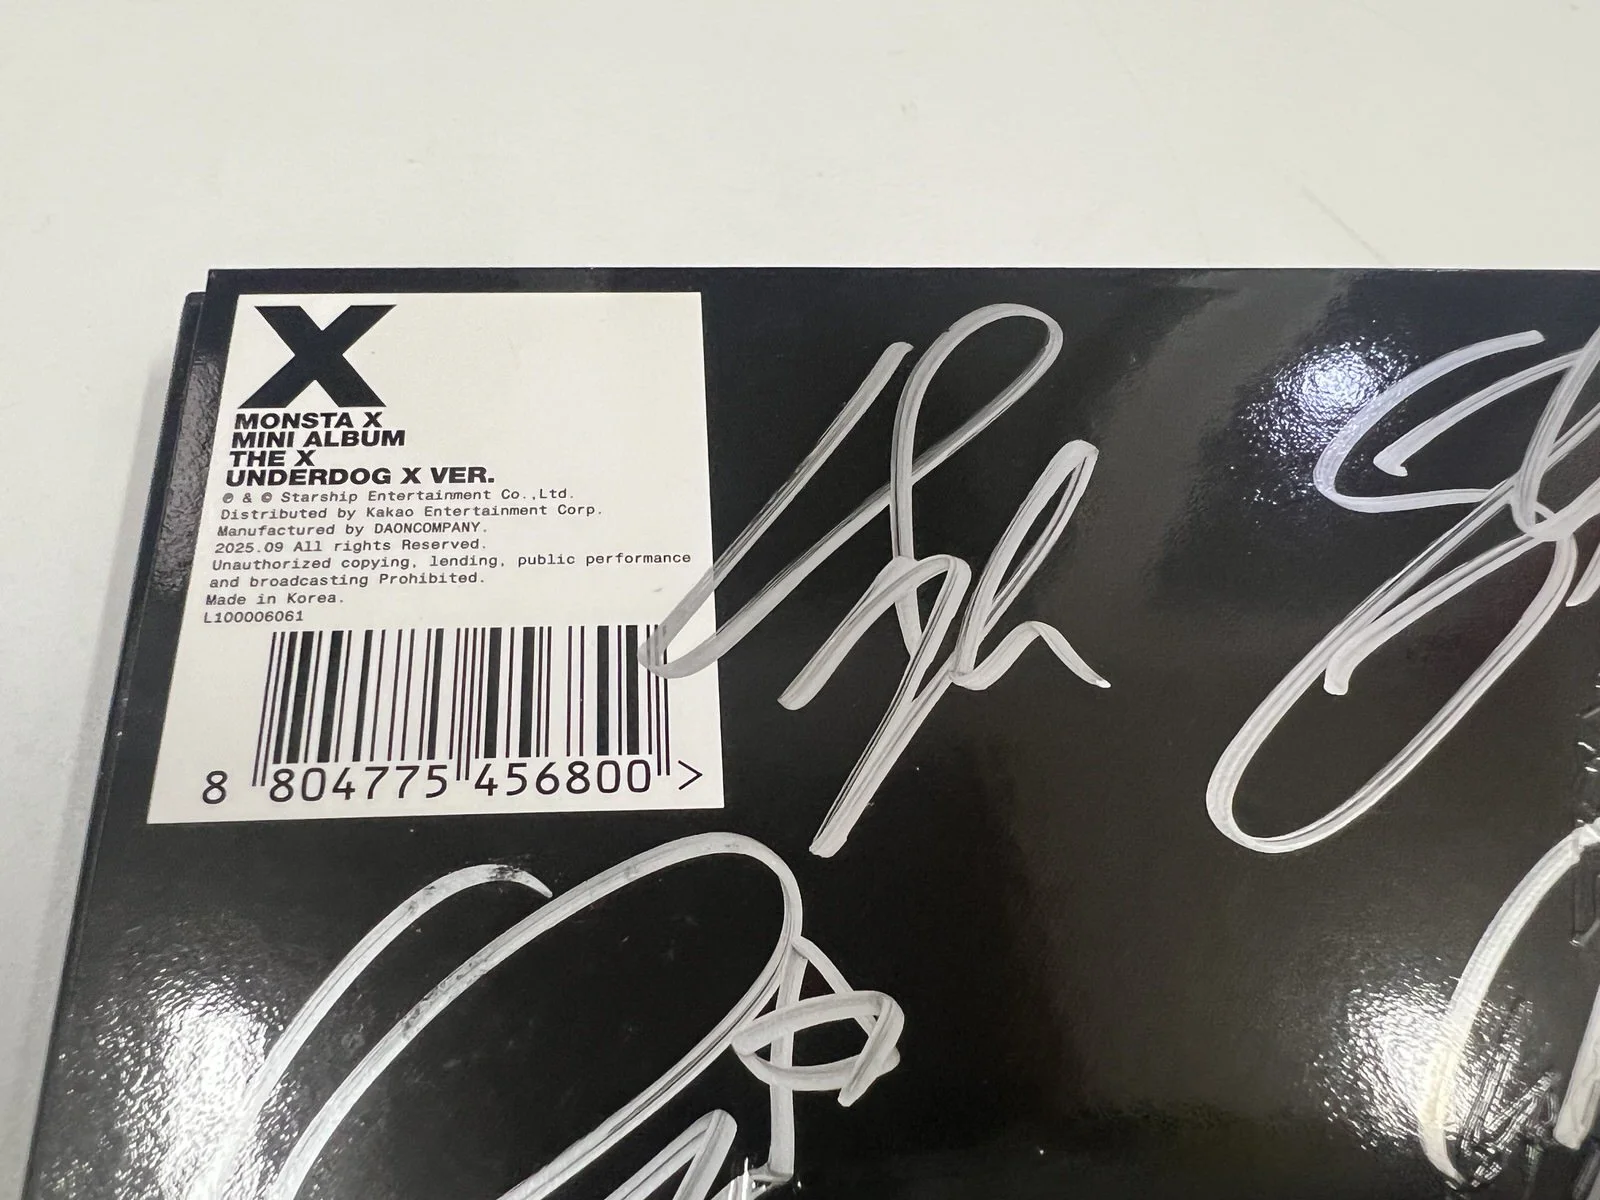 X
MONSTA X
MINI ALBUM
THE X
UNDERDOG X VER.
℗ & © Starship Entertainment Co.,Ltd.
Distributed by Kakao Entertainment Corp.
Manufactured by DAONCOMPANY.
2025.09 All rights Reserved.
Unauthorized copying, lending, public performance
and broadcasting Prohibited.
Made in Korea.
L100006061
8 804775 456800 >